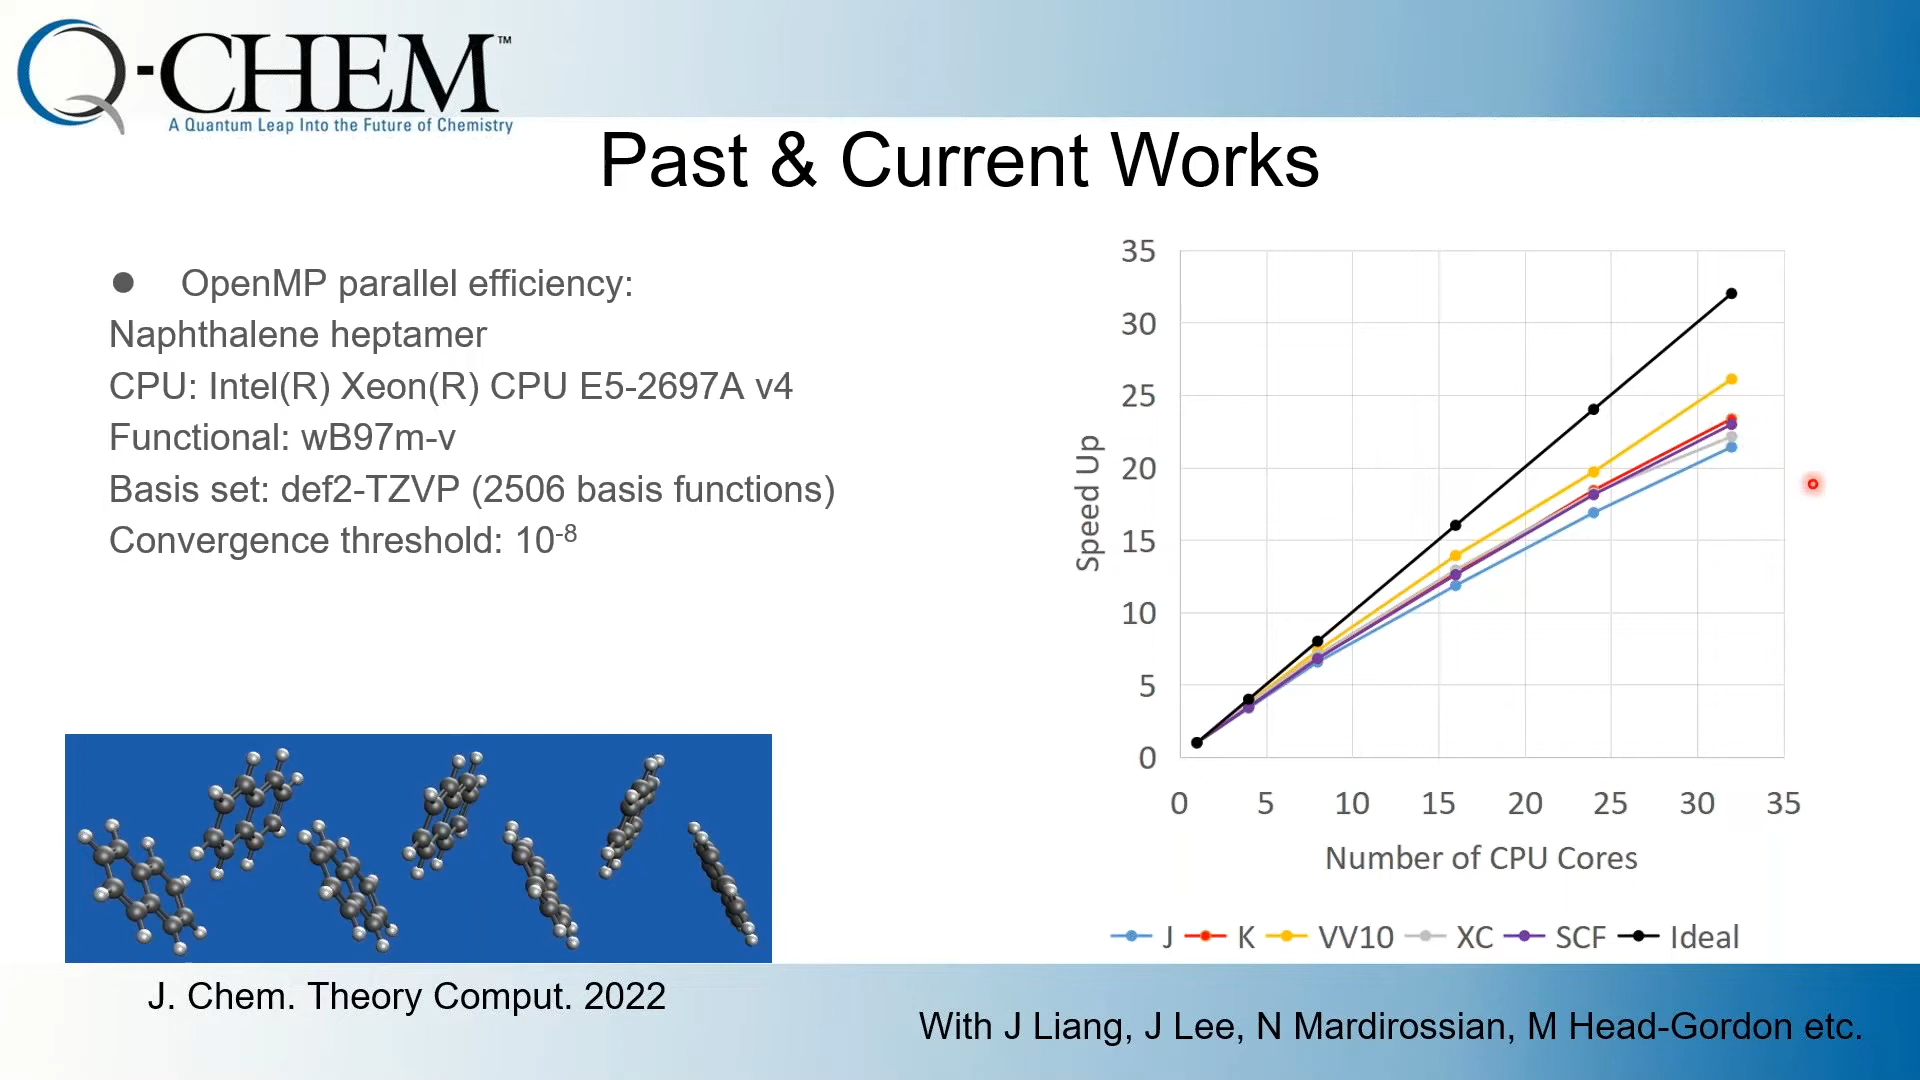 Q-CHEM™
A Quantum Leap Into the Future of Chemistry
Past & Current Works
● OpenMP parallel efficiency:
Naphthalene heptamer
CPU: Intel(R) Xeon(R) CPU E5-2697A v4
Functional: wB97m-v
Basis set: def2-TZVP (2506 basis functions)
Convergence threshold: 10⁻⁸
35
30
25
20
15
10
5
0
Speed Up
0 5 10 15 20 25 30 35
Number of CPU Cores
J K VV10 XC SCF Ideal
J. Chem. Theory Comput. 2022
With J Liang, J Lee, N Mardirossian, M Head-Gordon etc.